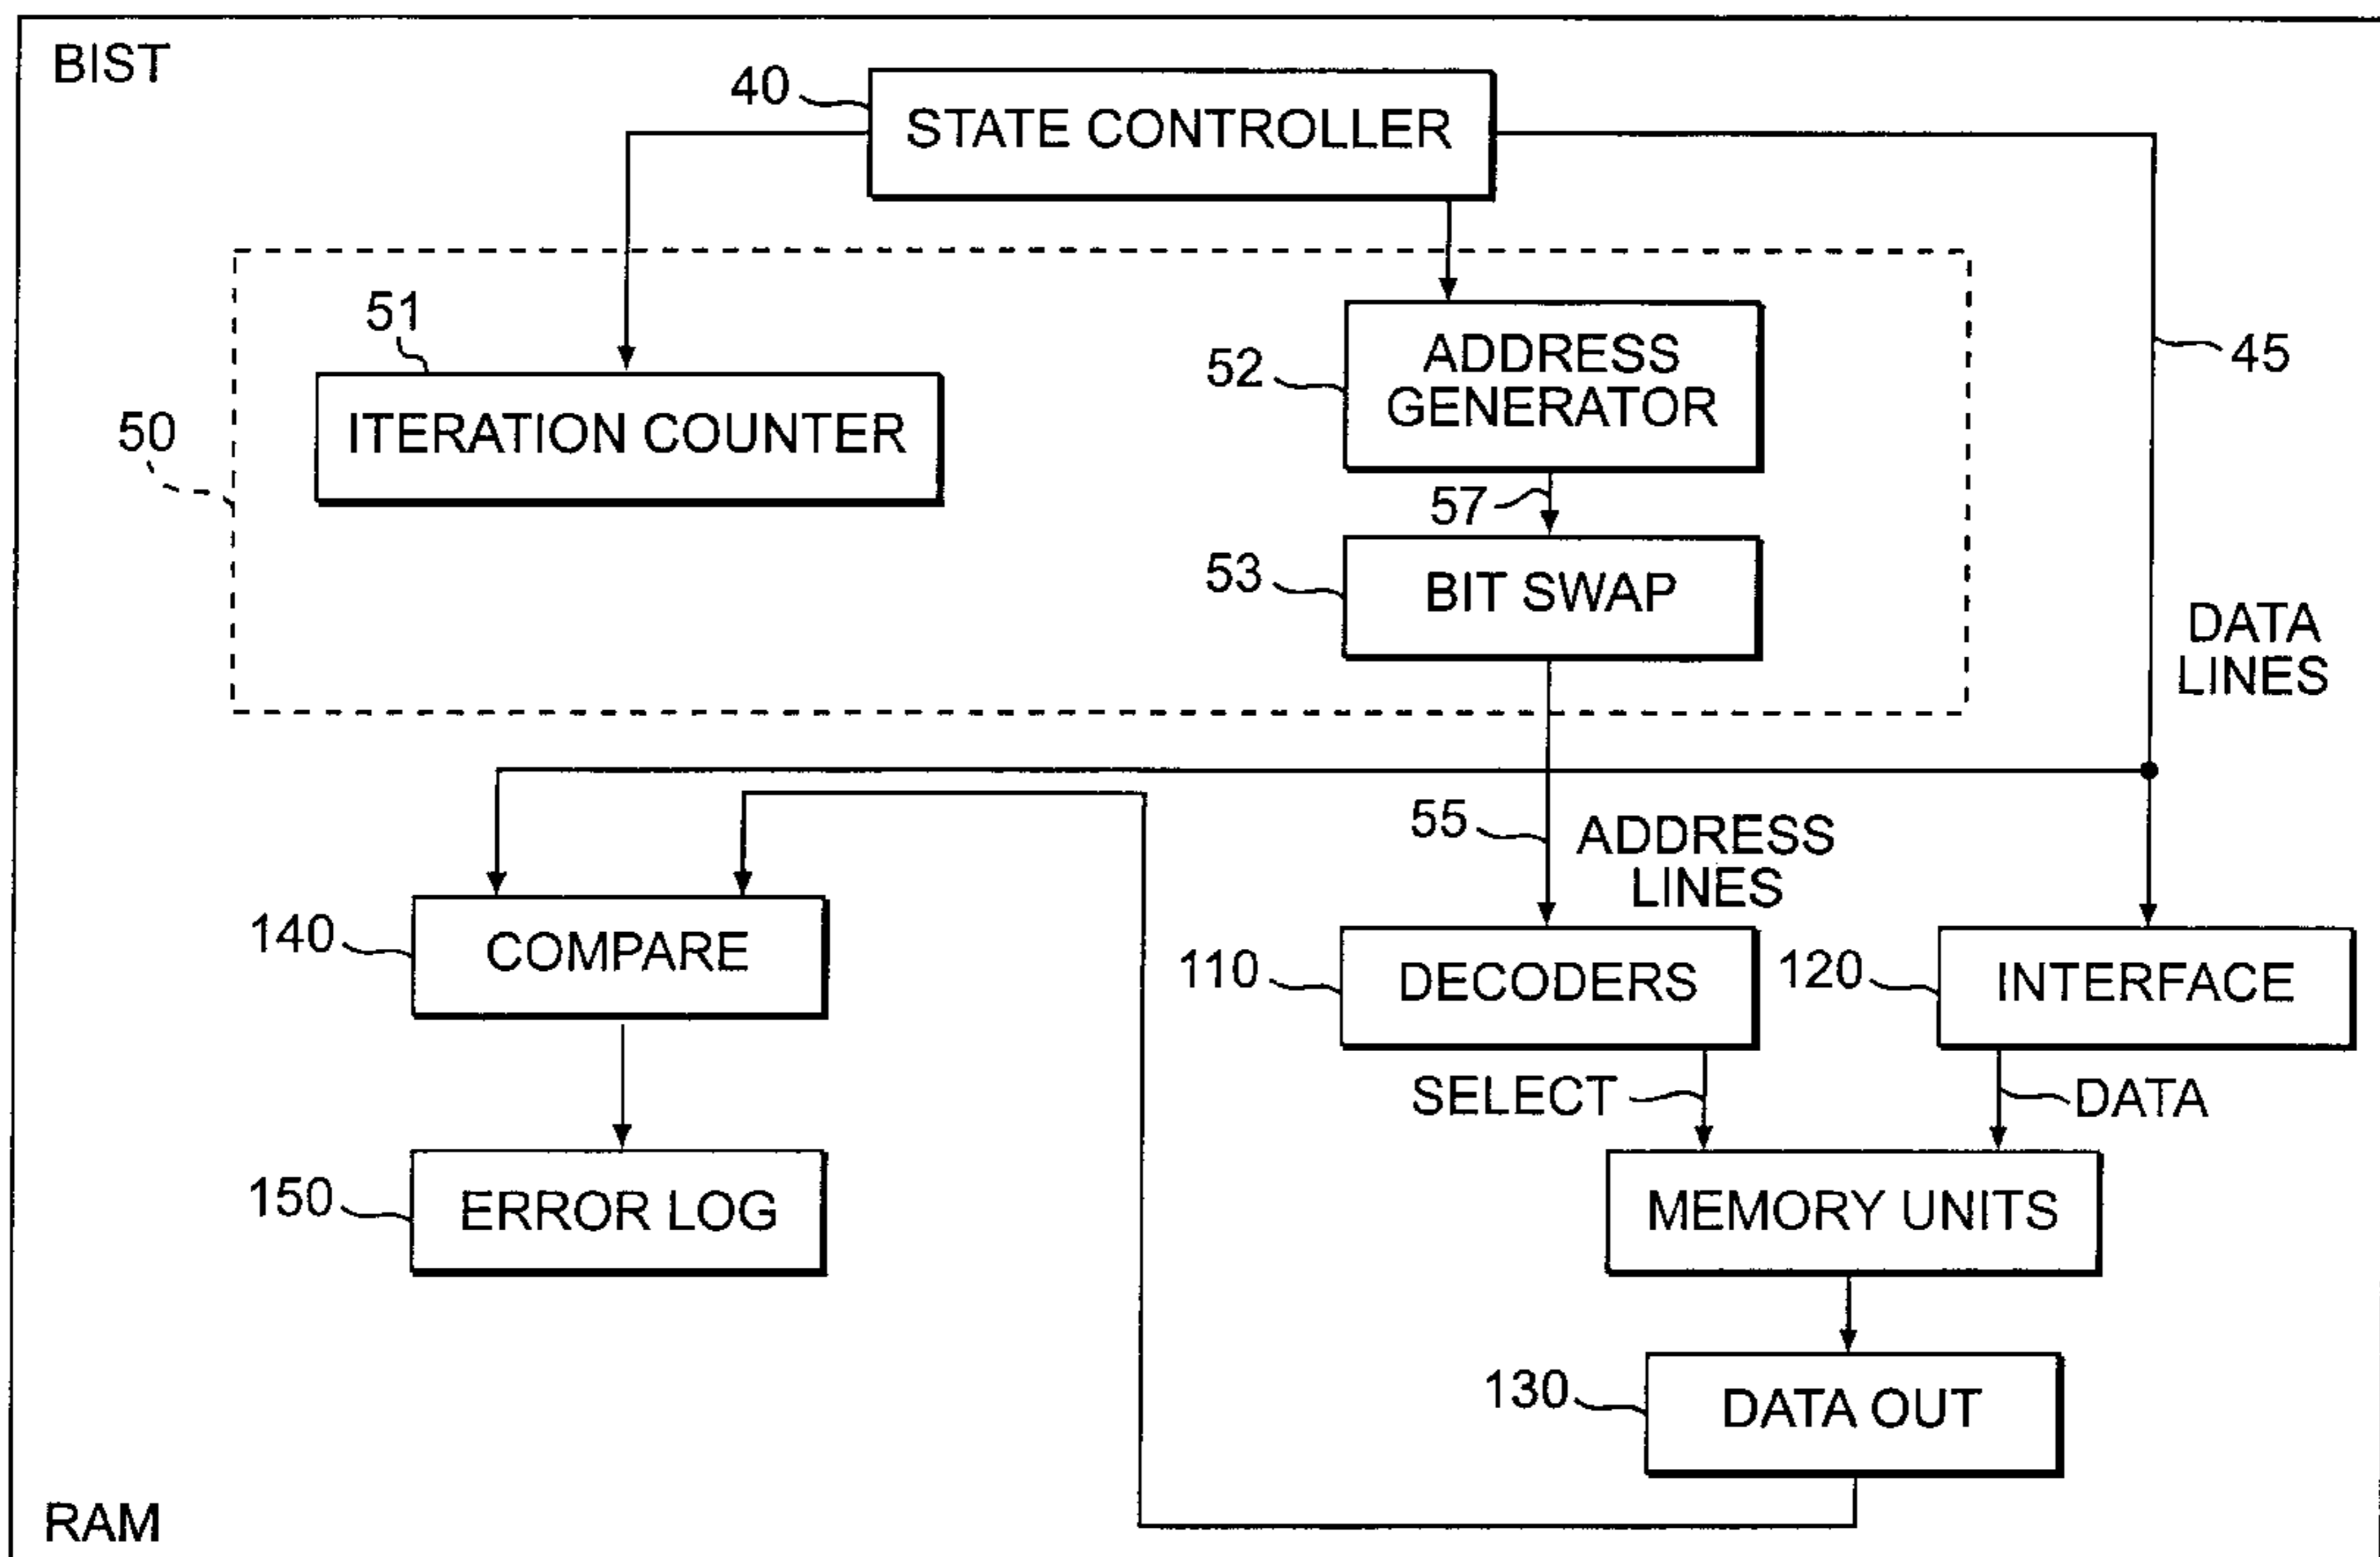 BIST
40
STATE CONTROLLER
51
ITERATION COUNTER
50
52
ADDRESS
GENERATOR
45
57
53
BIT SWAP
DATA
LINES
55
ADDRESS
LINES
140
COMPARE
110
DECODERS
120
INTERFACE
SELECT
DATA
150
ERROR LOG
MEMORY UNITS
130
DATA OUT
RAM